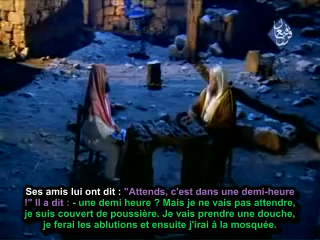 Ses amis lui ont dit : "Attends, c'est dans une demi-heure
!" Il a dit : - une demi heure ? Mais je ne vais pas attendre,
je suis couvert de poussière. Je vais prendre une douche,
je ferai les ablutions et ensuite j'irai à la mosquée.